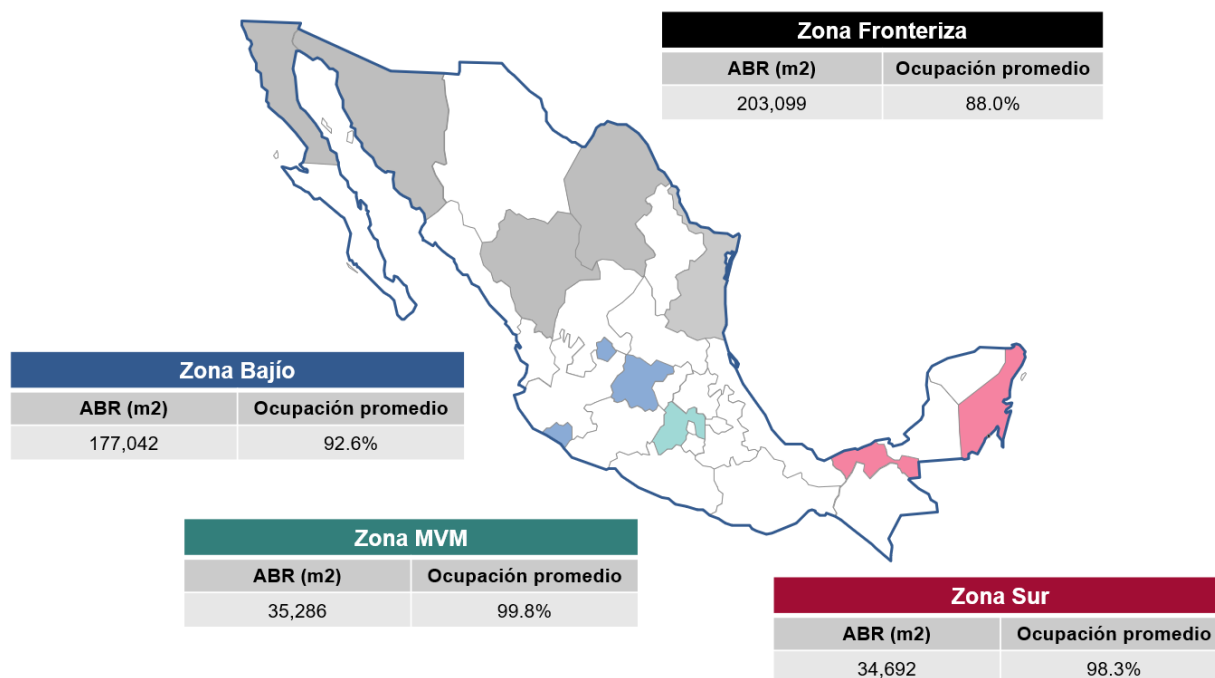 Zona Fronteriza
ABR (m2) Ocupación promedio
203,099 88.0%
Zona Bajío
ABR (m2) Ocupación promedio
177,042 92.6%
Zona MVM
ABR (m2) Ocupación promedio
35,286 99.8%
Zona Sur
ABR (m2) Ocupación promedio
34,692 98.3%